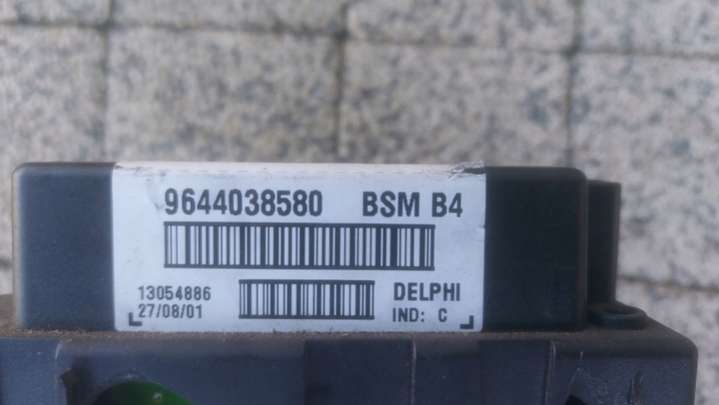 9644038580 BSM B4
13054886 DELPHI
27/08/01 IND: C